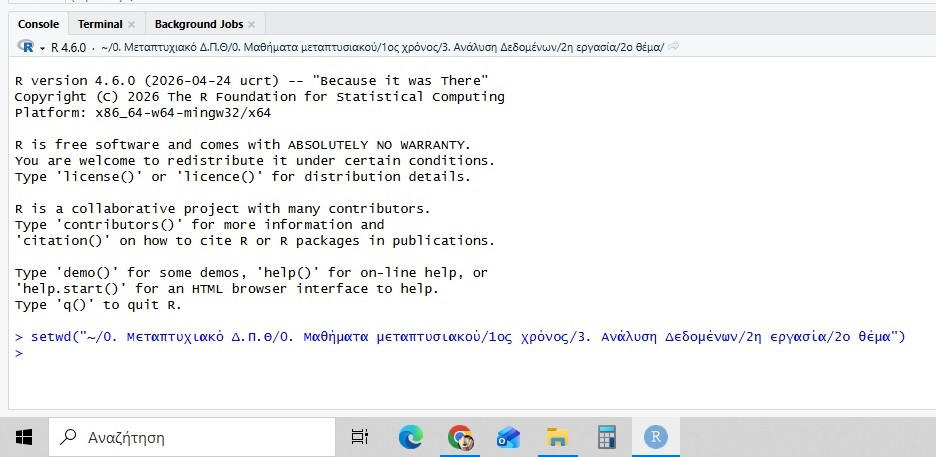 Console Terminal Background Jobs
R 4.6.0 · ~/0. Μεταπτυχιακό Δ.Π.Θ/0. Μαθήματα μεταπτυσιακού/1ος χρόνος/3. Ανάλυση Δεδομένων/2η εργασία/2ο θέμα/
R version 4.6.0 (2026-04-24 ucrt) -- "Because it was There"
Copyright (C) 2026 The R Foundation for Statistical Computing
Platform: x86_64-w64-mingw32/x64
R is free software and comes with ABSOLUTELY NO WARRANTY.
You are welcome to redistribute it under certain conditions.
Type 'license()' or 'licence()' for distribution details.
R is a collaborative project with many contributors.
Type 'contributors()' for more information and
'citation()' on how to cite R or R packages in publications.
Type 'demo()' for some demos, 'help()' for on-line help, or
'help.start()' for an HTML browser interface to help.
Type 'q()' to quit R.
> setwd("~/0. Μεταπτυχιακό Δ.Π.Θ/0. Μαθήματα μεταπτυσιακού/1ος χρόνος/3. Ανάλυση Δεδομένων/2η εργασία/2ο θέμα")
>
Αναζήτηση
R